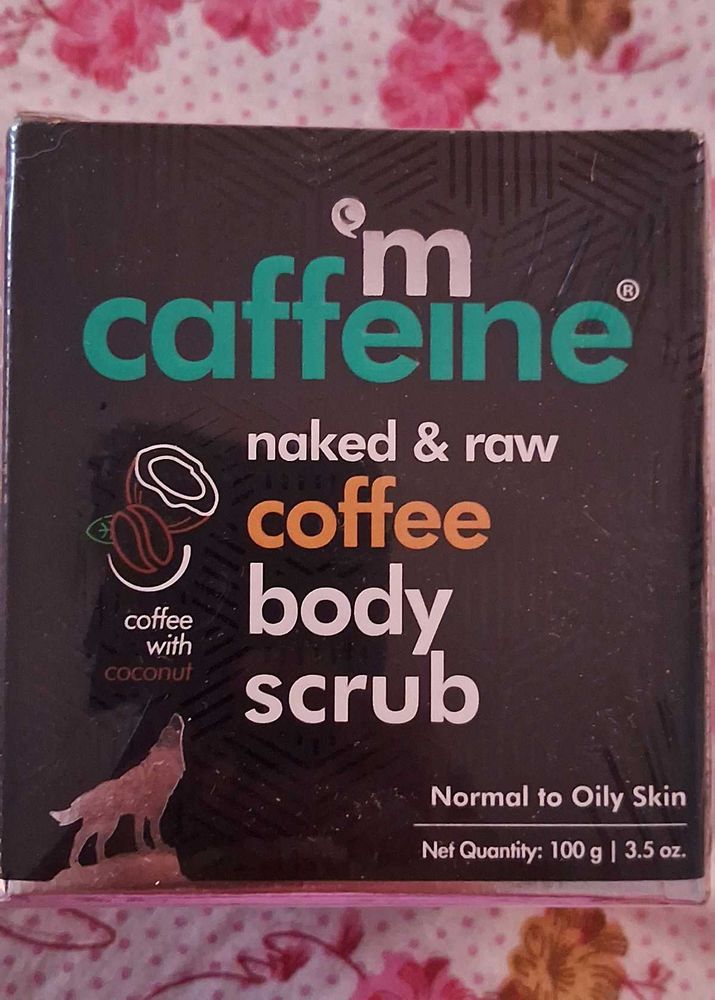 'm
caffeine®
naked & raw
coffee
body
scrub
coffee
with
coconut
Normal to Oily Skin
Net Quantity: 100 g | 3.5 oz.